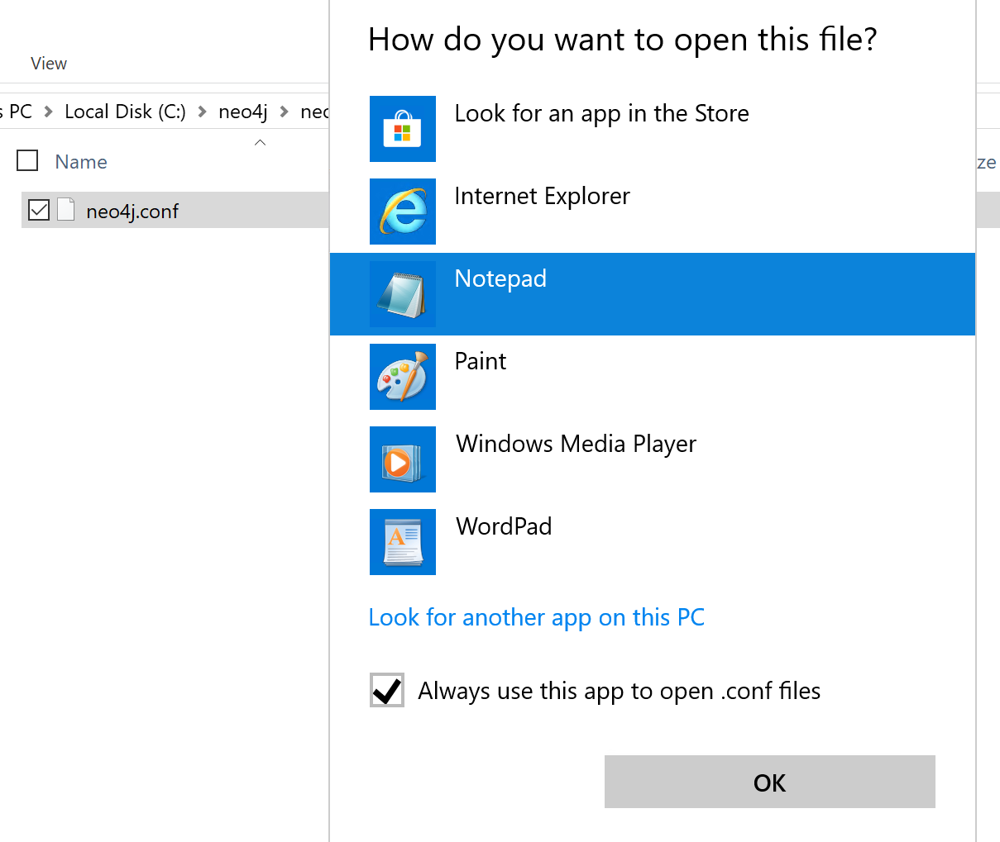 How do you want to open this file?
View
s PC > Local Disk (C:) > neo4j > neo
Look for an app in the Store
Name
ze
Internet Explorer
neo4j.conf
Notepad
Paint
Windows Media Player
WordPad
Look for another app on this PC
Always use this app to open .conf files
OK